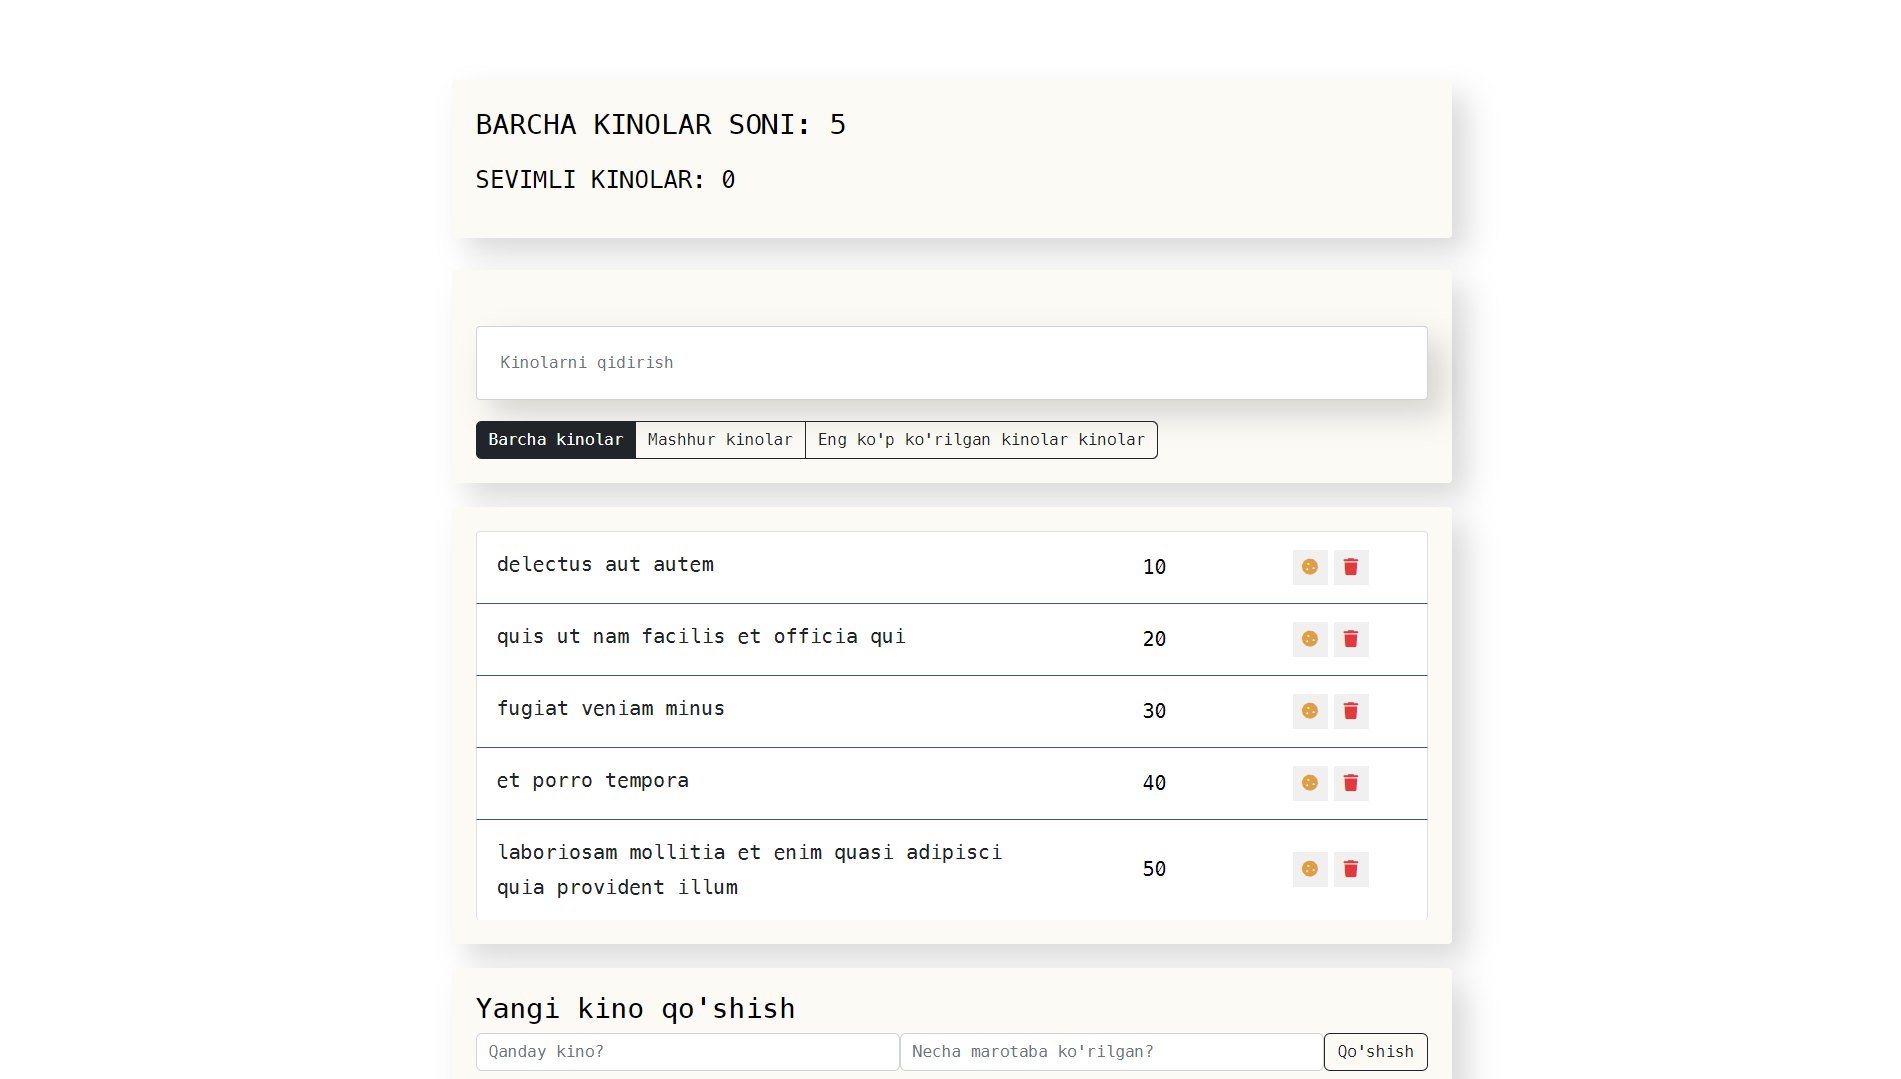 BARCHA KINOLAR SONI: 5
SEVIMLI KINOLAR: 0
Kinolarni qidirish
Barcha kinolar Mashhur kinolar Eng ko'p ko'rilgan kinolar kinolar
delectus aut autem 10
quis ut nam facilis et officia qui 20
fugiat veniam minus 30
et porro tempora 40
laboriosam mollitia et enim quasi adipisci
quia provident illum 50
Yangi kino qo'shish
Qanday kino? Necha marotaba ko'rilgan? Qo'shish